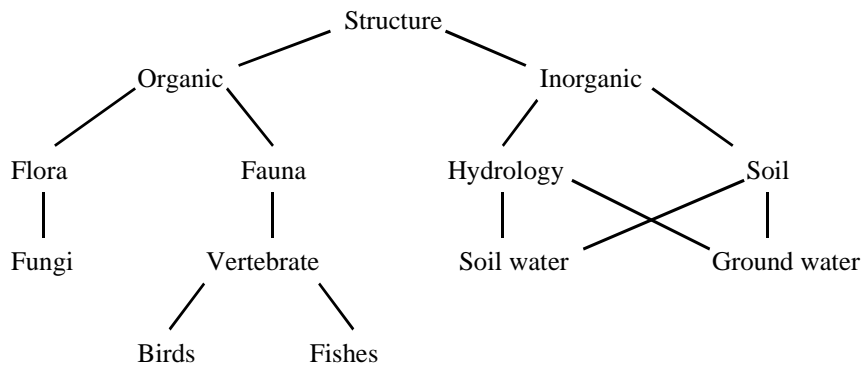 Structure
Organic Inorganic
Flora Fauna Hydrology Soil
Fungi Vertebrate Soil water Ground water
Birds Fishes